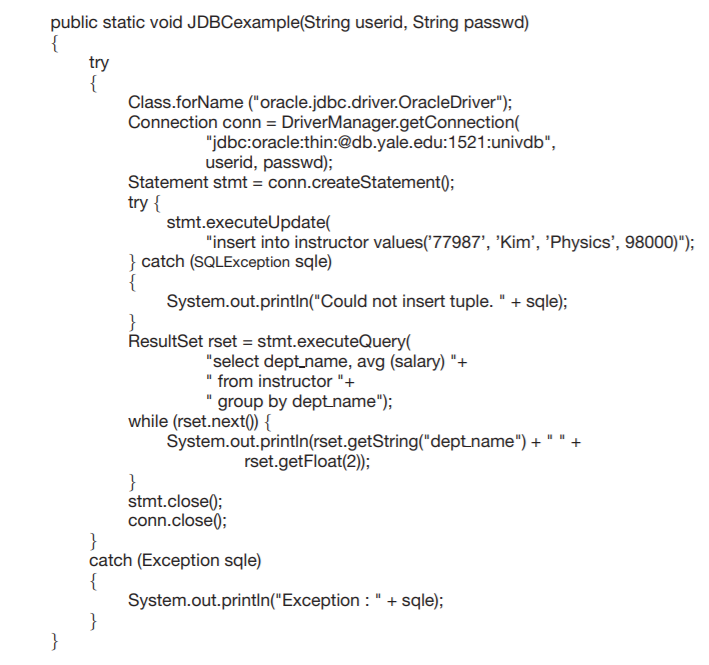 public static void JDBCexample(String userid, String passwd)
{
try
{
Class.forName ("oracle.jdbc.driver.OracleDriver");
Connection conn = DriverManager.getConnection(
"jdbc:oracle:thin:@db.yale.edu:1521:univdb",
userid, passwd);
Statement stmt = conn.createStatement();
try {
stmt.executeUpdate(
"insert into instructor values(’77987’, ’Kim’, ’Physics’, 98000)");
} catch (SQLException sqle)
{
System.out.println("Could not insert tuple. " + sqle);
}
ResultSet rset = stmt.executeQuery(
"select dept_name, avg (salary) "+
" from instructor "+
" group by dept_name");
while (rset.next()) {
System.out.println(rset.getString("dept_name") + " " +
rset.getFloat(2));
}
stmt.close();
conn.close();
}
catch (Exception sqle)
{
System.out.println("Exception : " + sqle);
}
}